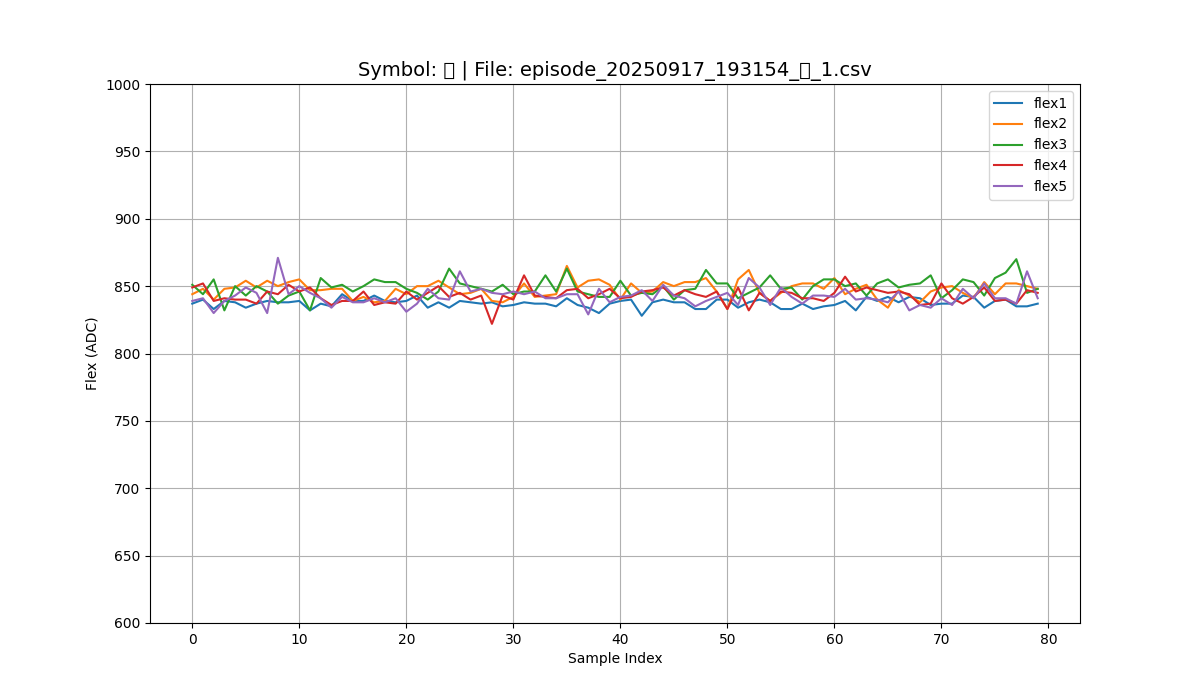 Symbol: | File: episode_20250917_193154_ _1.csv
1000
950
900
850
800
750
700
650
600
Flex (ADC)
0 10 20 30 40 50 60 70 80
Sample Index
flex1
flex2
flex3
flex4
flex5